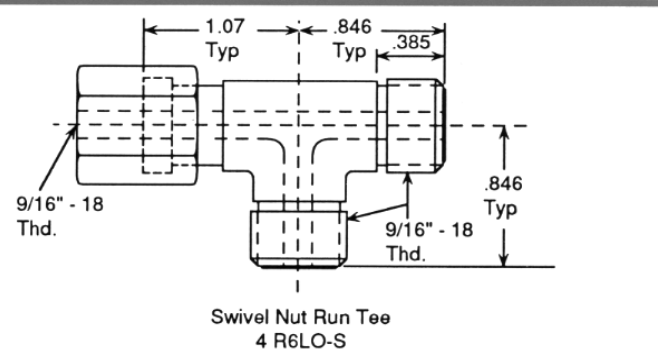 1.07
Typ
.846
Typ
.385
9/16" - 18
Thd.
9/16" - 18
Thd.
.846
Typ
Swivel Nut Run Tee
4 R6LO-S